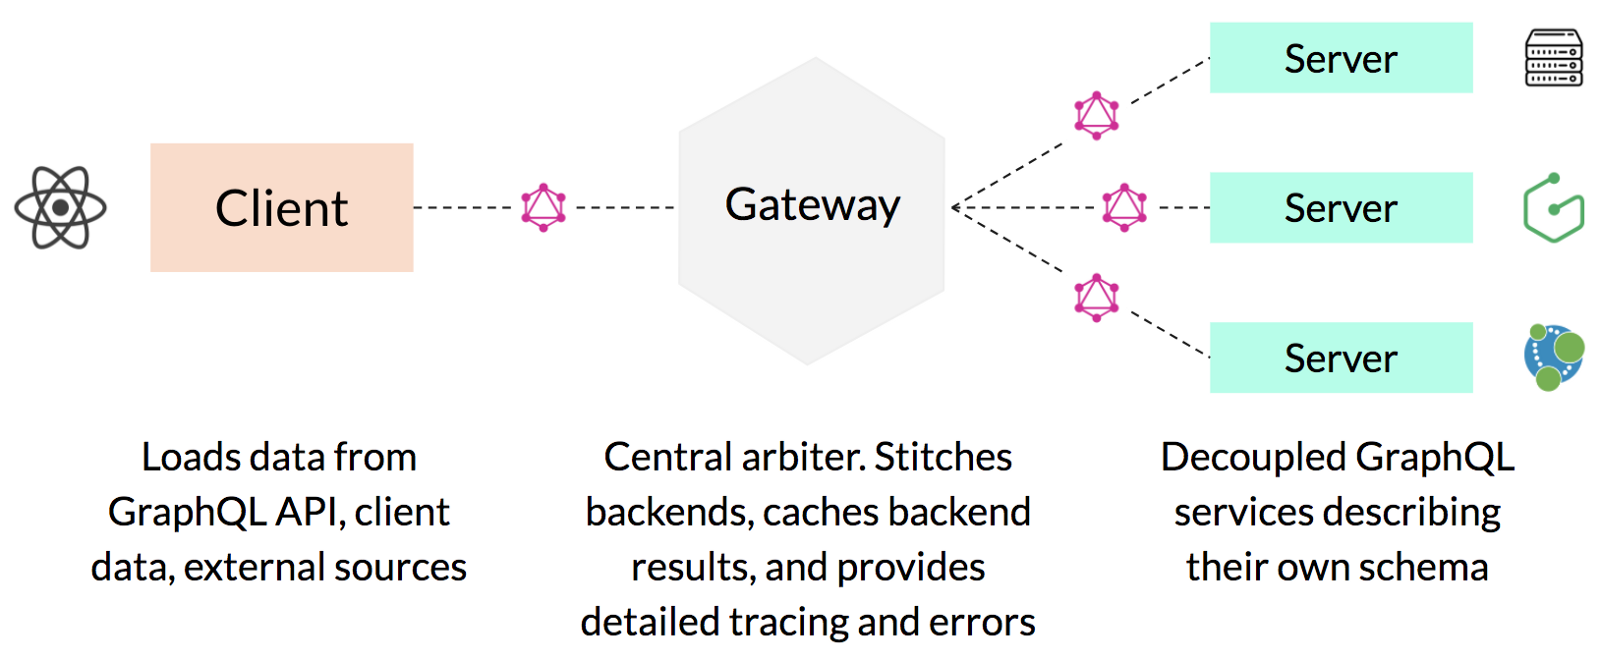 Client
Gateway
Server
Server
Server
Loads data from
GraphQL API, client
data, external sources
Central arbiter. Stitches
backends, caches backend
results, and provides
detailed tracing and errors
Decoupled GraphQL
services describing
their own schema